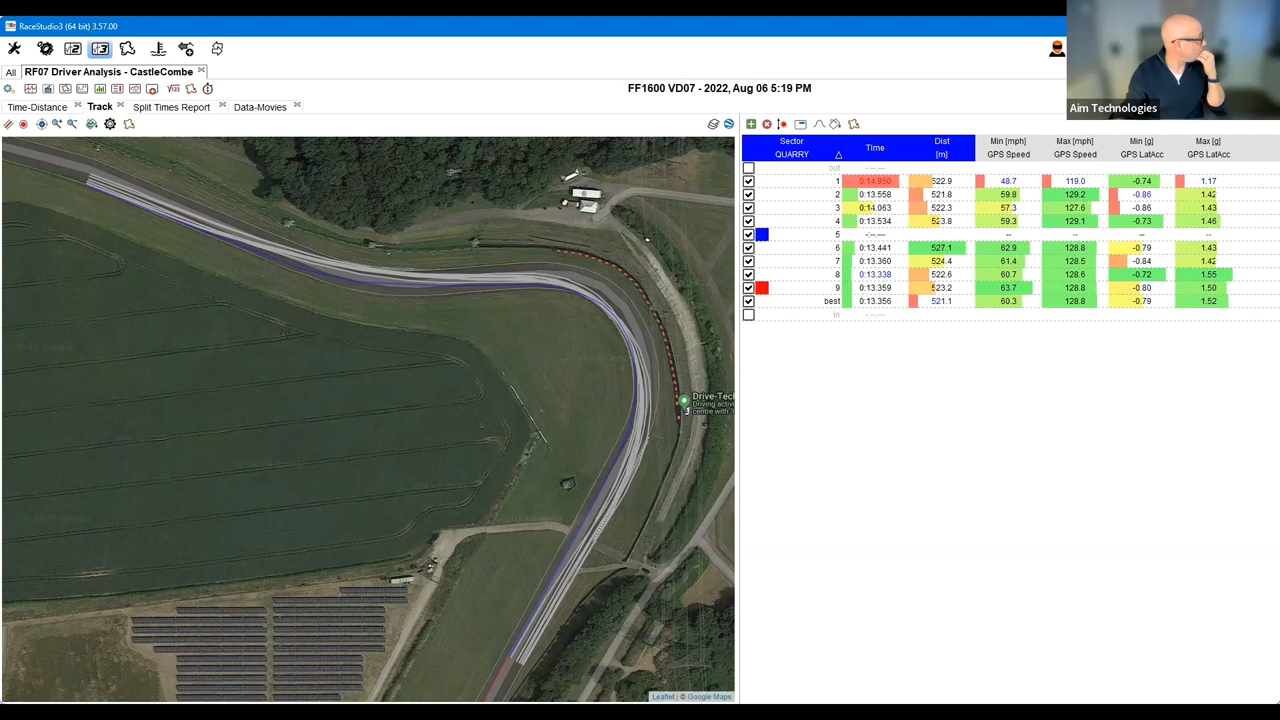 RaceStudio3 (64 bit) 3.57.00
All RF07 Driver Analysis - CastleCombe
FF1600 VD07 - 2022, Aug 06 5:19 PM
Aim Technologies
Time-Distance Track Split Times Report Data-Movies
Sector QUARRY Time Dist [m] Min [mph] GPS Speed Max [mph] GPS Speed Min [g] GPS LatAcc Max [g] GPS LatAcc
out -:--.---
1 0:14.950 522.9 48.7 119.0 -0.74 1.17
2 0:13.558 521.8 59.8 129.2 -0.86 1.42
3 0:14.063 522.3 57.3 127.6 -0.86 1.43
4 0:13.534 523.8 59.3 129.1 -0.73 1.46
5 -:--.--- -- -- -- -- --
6 0:13.441 527.1 62.9 128.8 -0.79 1.43
7 0:13.360 524.4 61.4 128.5 -0.84 1.42
8 0:13.338 522.6 60.7 128.6 -0.72 1.55
9 0:13.359 523.2 63.7 128.8 -0.80 1.50
best 0:13.356 521.1 60.3 128.8 -0.79 1.52
in -:--.---
Drive-Tech
Driving activ
centre with 3
Leaflet | © Google Maps